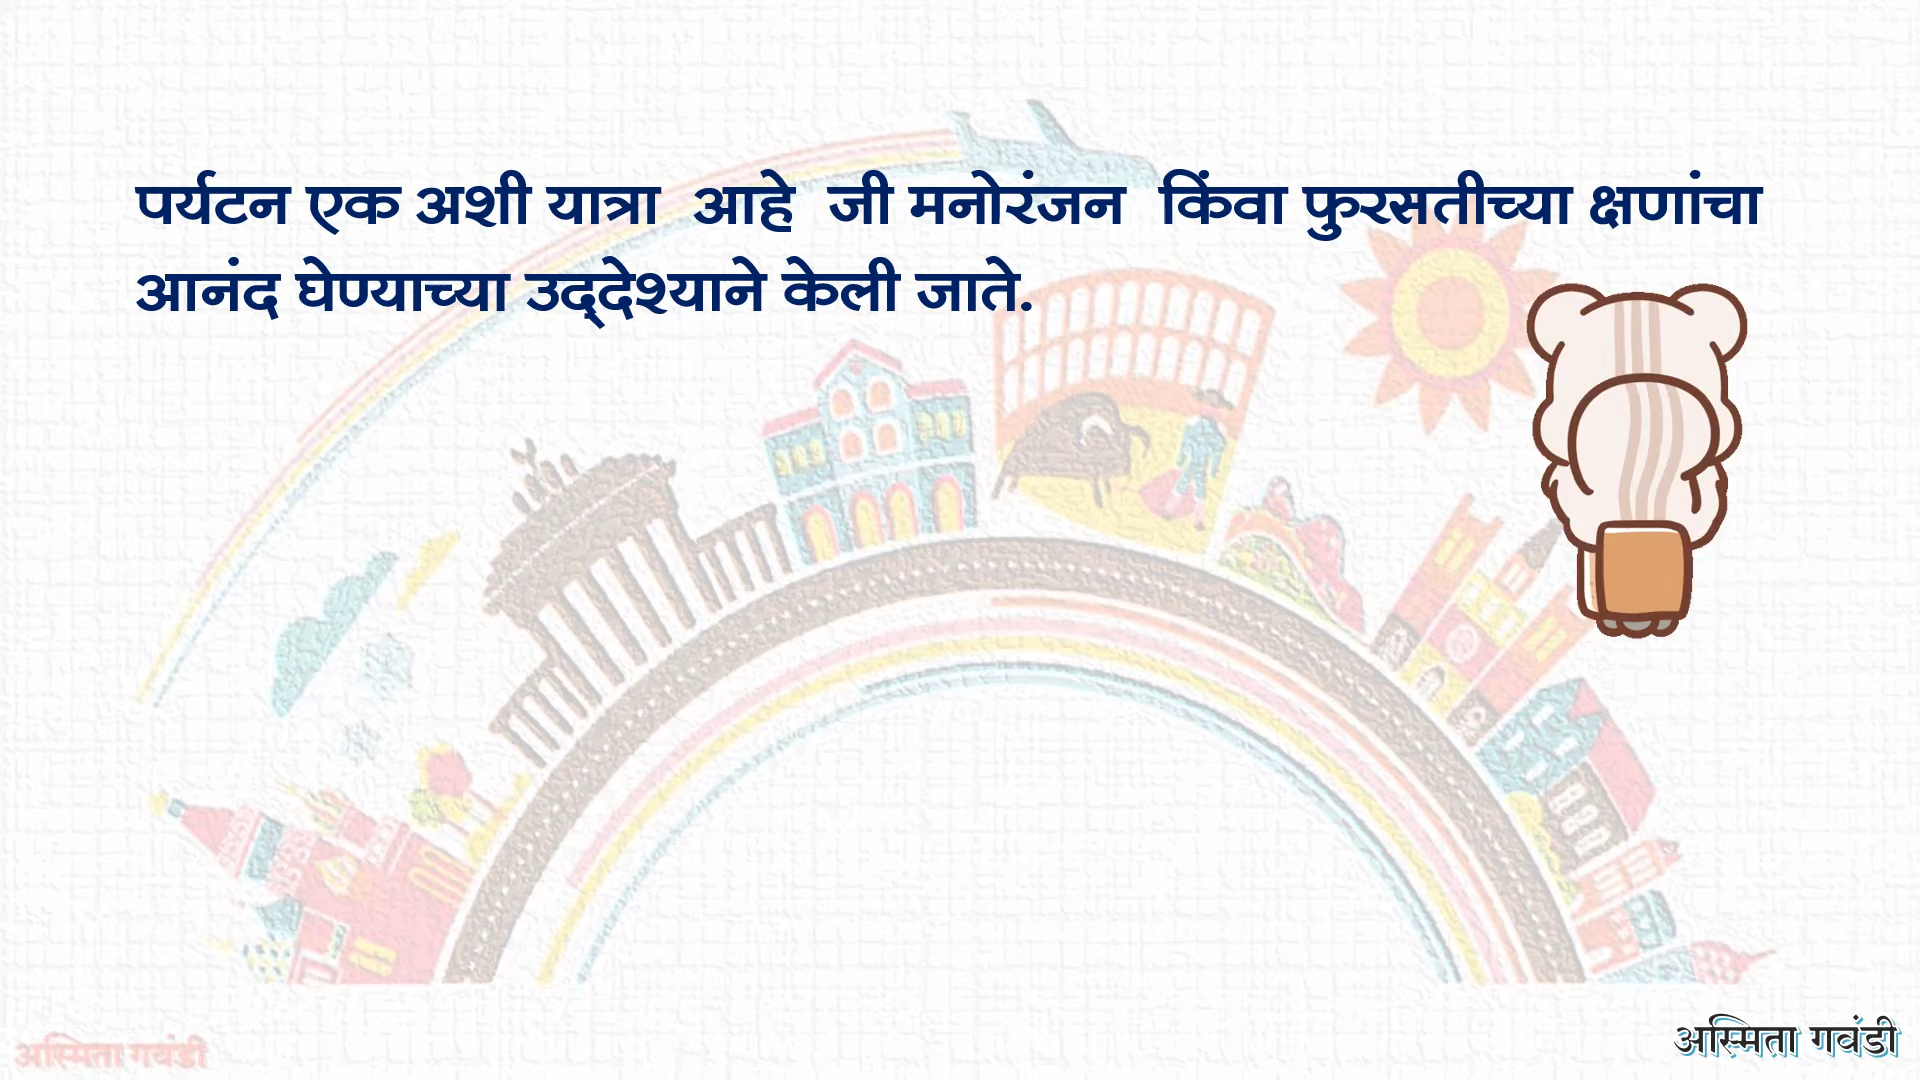 पर्यटन एक अशी यात्रा आहे जी मनोरंजन किंवा फुरसतीच्या क्षणांचा
आनंद घेण्याच्या उद्‍देश्याने केली जाते.
अस्मिता गवंडी
अस्मिता गवंडी